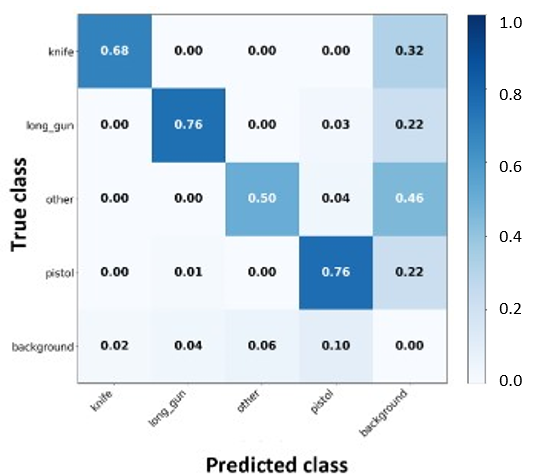 knife 0.68 0.00 0.00 0.00 0.32
long_gun 0.00 0.76 0.00 0.03 0.22
other 0.00 0.00 0.50 0.04 0.46
pistol 0.00 0.01 0.00 0.76 0.22
background 0.02 0.04 0.06 0.10 0.00
knife long_gun other pistol background
True class
Predicted class
1.0
0.8
0.6
0.4
0.2
0.0